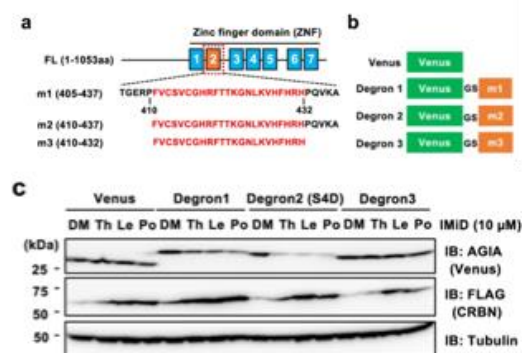 a
Zinc finger domain (ZNF)
FL (1-1053aa)
1 2 3 4 5 6 7
m1 (405-437) TGERPFVCSVCGHRFTTKGNLKVHFHRHPQVKA
410 432
m2 (410-437) FVCSVCGHRFTTKGNLKVHFHRHPQVKA
m3 (410-432) FVCSVCGHRFTTKGNLKVHFHRH
b
Venus Venus
Degron 1 Venus GS m1
Degron 2 Venus GS m2
Degron 3 Venus GS m3
c
Venus Degron1 Degron2 (S4D) Degron3
DM Th Le Po DM Th Le Po DM Th Le Po DM Th Le Po IMiD (10 μM)
(kDa)
25 - IB: AGIA
(Venus)
75 - IB: FLAG
50 - (CRBN)
50 - IB: Tubulin